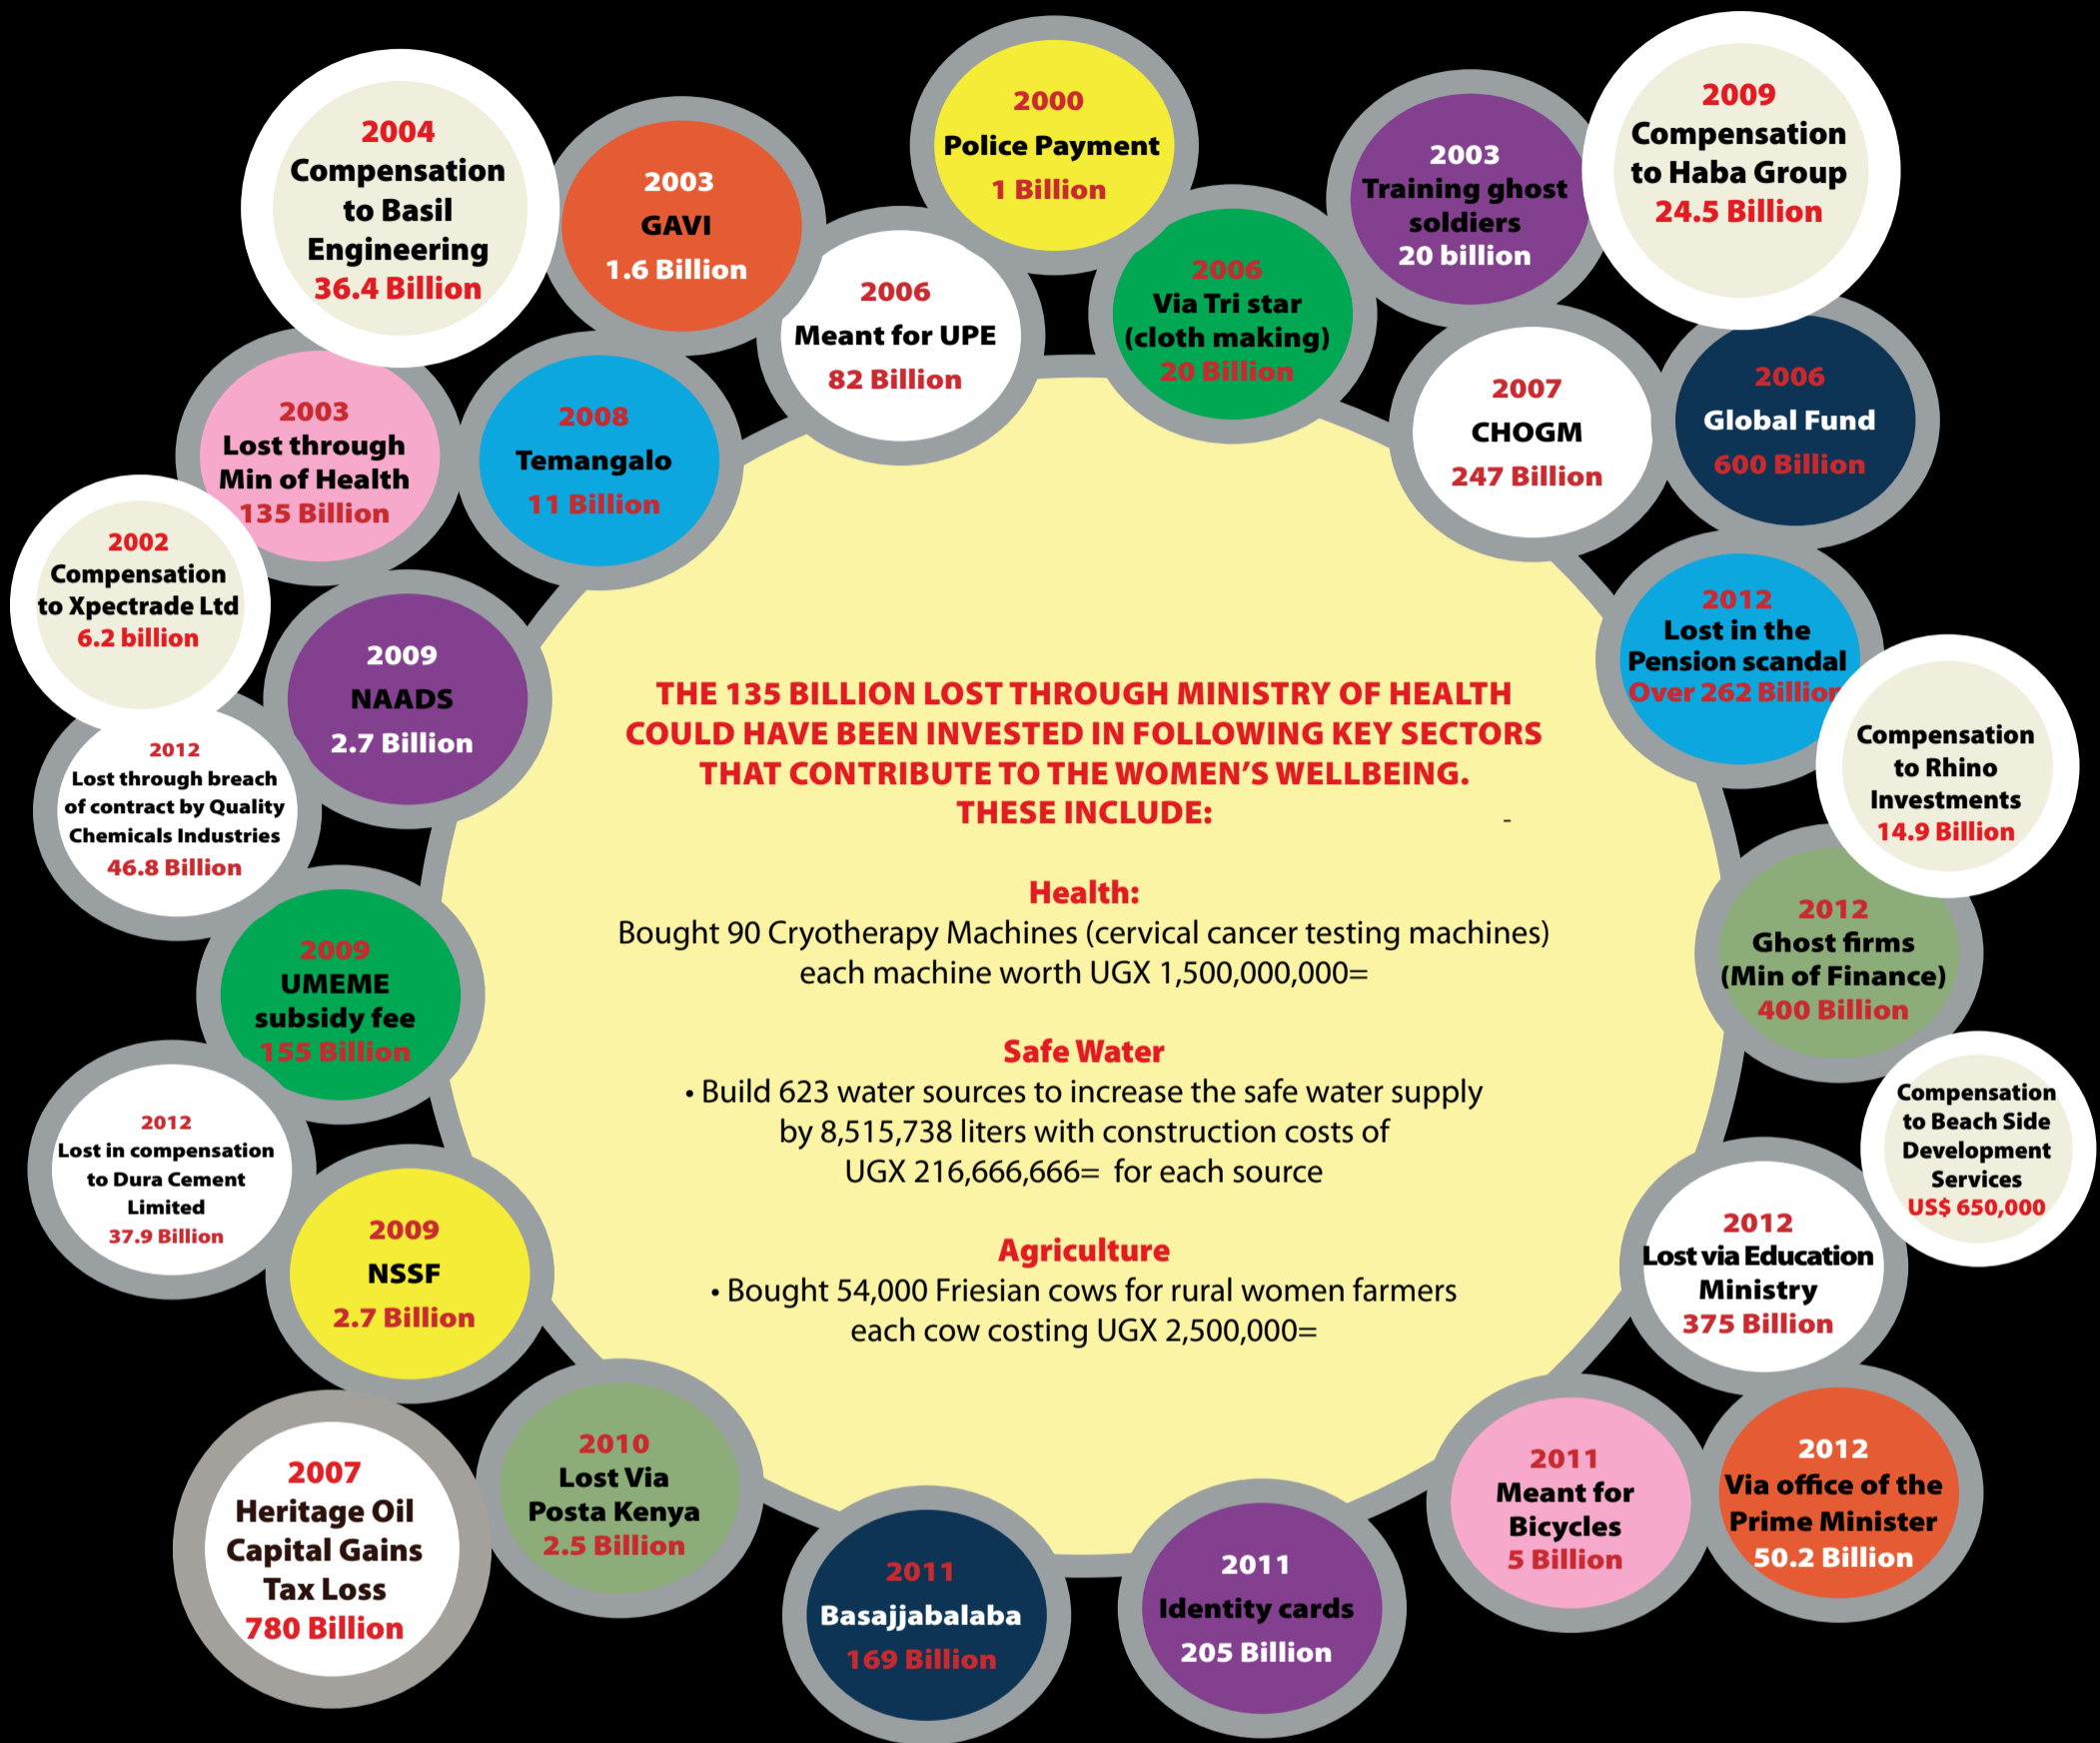 2004
Compensation
to Basil
Engineering
36.4 Billion
2003
GAVI
1.6 Billion
2006
Meant for UPE
82 Billion
2000
Police Payment
1 Billion
2006
Via Tri star
(cloth making)
20 Billion
2003
Training ghost
soldiers
20 billion
2009
Compensation
to Haba Group
24.5 Billion
2003
Lost through
Min of Health
135 Billion
2008
Temangalo
11 Billion
2007
CHOGM
247 Billion
2006
Global Fund
600 Billion
2002
Compensation
to Xpectrade Ltd
6.2 billion
2009
NAADS
2.7 Billion
2012
Lost in the
Pension scandal
Over 262 Billion
Compensation
to Rhino
Investments
14.9 Billion
2012
Lost through breach
of contract by Quality
Chemicals Industries
46.8 Billion
2009
UMEME
subsidy fee
155 Billion
2012
Ghost firms
(Min of Finance)
400 Billion
Compensation
to Beach Side
Development
Services
US$ 650,000
2012
Lost in compensation
to Dura Cement
Limited
37.9 Billion
2009
NSSF
2.7 Billion
2012
Lost via Education
Ministry
375 Billion
2007
Heritage Oil
Capital Gains
Tax Loss
780 Billion
2010
Lost Via
Posta Kenya
2.5 Billion
2011
Basajjabalaba
169 Billion
2011
Identity cards
205 Billion
2011
Meant for
Bicycles
5 Billion
2012
Via office of the
Prime Minister
50.2 Billion
THE 135 BILLION LOST THROUGH MINISTRY OF HEALTH
COULD HAVE BEEN INVESTED IN FOLLOWING KEY SECTORS
THAT CONTRIBUTE TO THE WOMEN’S WELLBEING.
THESE INCLUDE: -
Health:
Bought 90 Cryotherapy Machines (cervical cancer testing machines)
each machine worth UGX 1,500,000,000=
Safe Water
• Build 623 water sources to increase the safe water supply
by 8,515,738 liters with construction costs of
UGX 216,666,666= for each source
Agriculture
• Bought 54,000 Friesian cows for rural women farmers
each cow costing UGX 2,500,000=